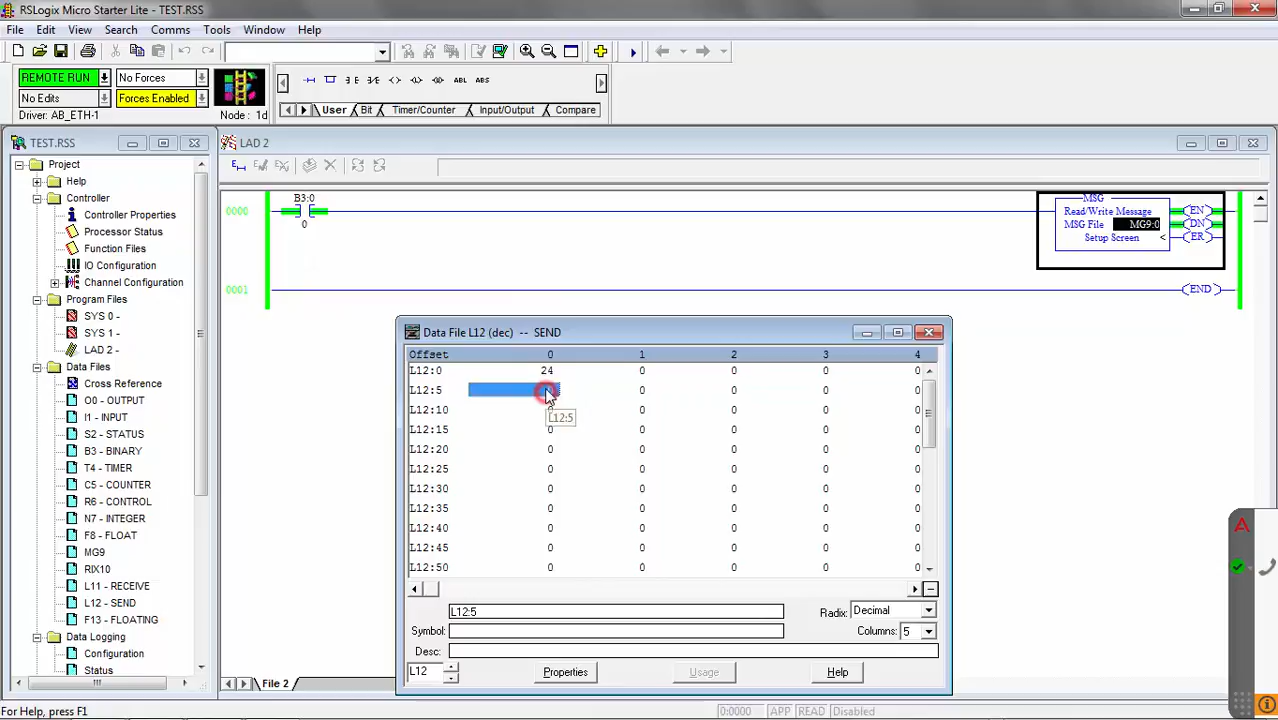 RSLogix Micro Starter Lite - TEST.RSS
File Edit View Search Comms Tools Window Help
REMOTE RUN No Forces
No Edits Forces Enabled
Driver: AB_ETH-1 Node : 1d
ABL ABS
User Bit Timer/Counter Input/Output Compare
TEST.RSS
Project
Help
Controller
Controller Properties
Processor Status
Function Files
IO Configuration
Channel Configuration
Program Files
SYS 0 -
SYS 1 -
LAD 2 -
Data Files
Cross Reference
O0 - OUTPUT
I1 - INPUT
S2 - STATUS
B3 - BINARY
T4 - TIMER
C5 - COUNTER
R6 - CONTROL
N7 - INTEGER
F8 - FLOAT
MG9
RIX10
L11 - RECEIVE
L12 - SEND
F13 - FLOATING
Data Logging
Configuration
Status
LAD 2
0000
B3:0
0
MSG
Read/Write Message
MSG File MG9:0
Setup Screen <
EN
DN
ER
0001
END
Data File L12 (dec) -- SEND
Offset 0 1 2 3 4
L12:0 24 0 0 0 0
L12:5 0 0 0 0
L12:10 0 0 0 0
L12:15 0 0 0 0 0
L12:20 0 0 0 0 0
L12:25 0 0 0 0 0
L12:30 0 0 0 0 0
L12:35 0 0 0 0 0
L12:40 0 0 0 0 0
L12:45 0 0 0 0 0
L12:50 0 0 0 0 0
L12:5
L12:5
Radix: Decimal
Symbol:
Columns: 5
Desc:
L12 Properties Usage Help
File 2
For Help, press F1
0:0000 APP READ Disabled